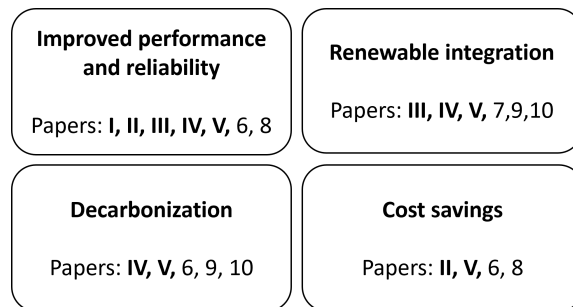 Improved performance
and reliability
Papers: I, II, III, IV, V, 6, 8
Renewable integration
Papers: III, IV, V, 7,9,10
Decarbonization
Papers: IV, V, 6, 9, 10
Cost savings
Papers: II, V, 6, 8